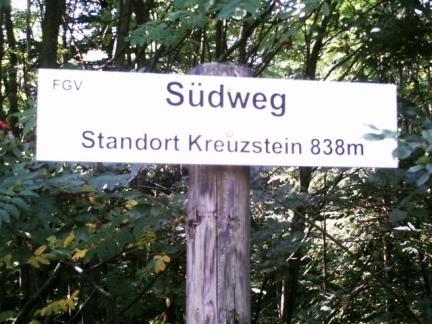 FGV
Südweg
Standort Kreuzstein 838m